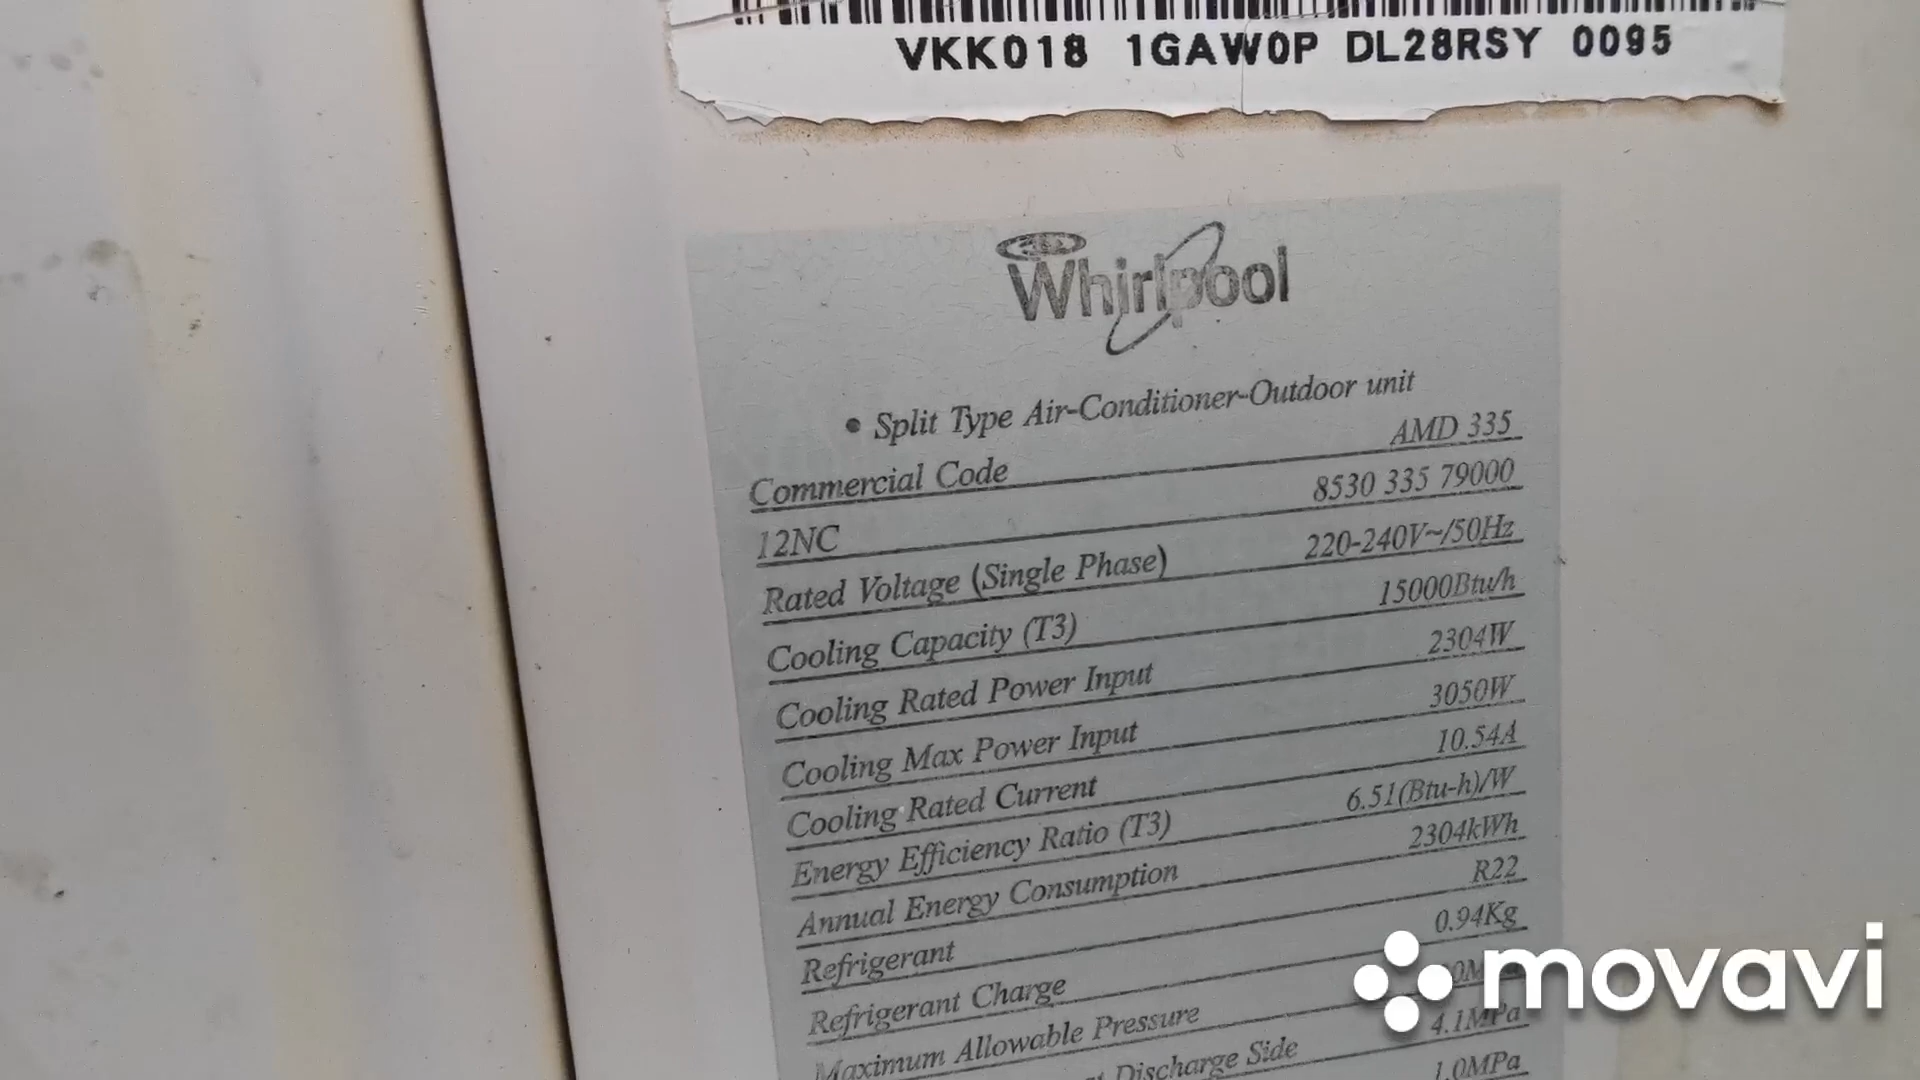 VKK018 1GAW0P DL28RSY 0095
Whirlpool
• Split Type Air-Conditioner-Outdoor unit
Commercial Code AMD 335
12NC 8530 335 79000
Rated Voltage (Single Phase) 220-240V~/50Hz
Cooling Capacity (T3) 15000Btu/h
Cooling Rated Power Input 2304W
Cooling Max Power Input 3050W
Cooling Rated Current 10.54A
Energy Efficiency Ratio (T3) 6.51(Btu-h)/W
Annual Energy Consumption 2304kWh
Refrigerant R22
Refrigerant Charge 0.94Kg
Maximum Allowable Pressure
Discharge Side 4.1MPa
1.0MPa
movavi